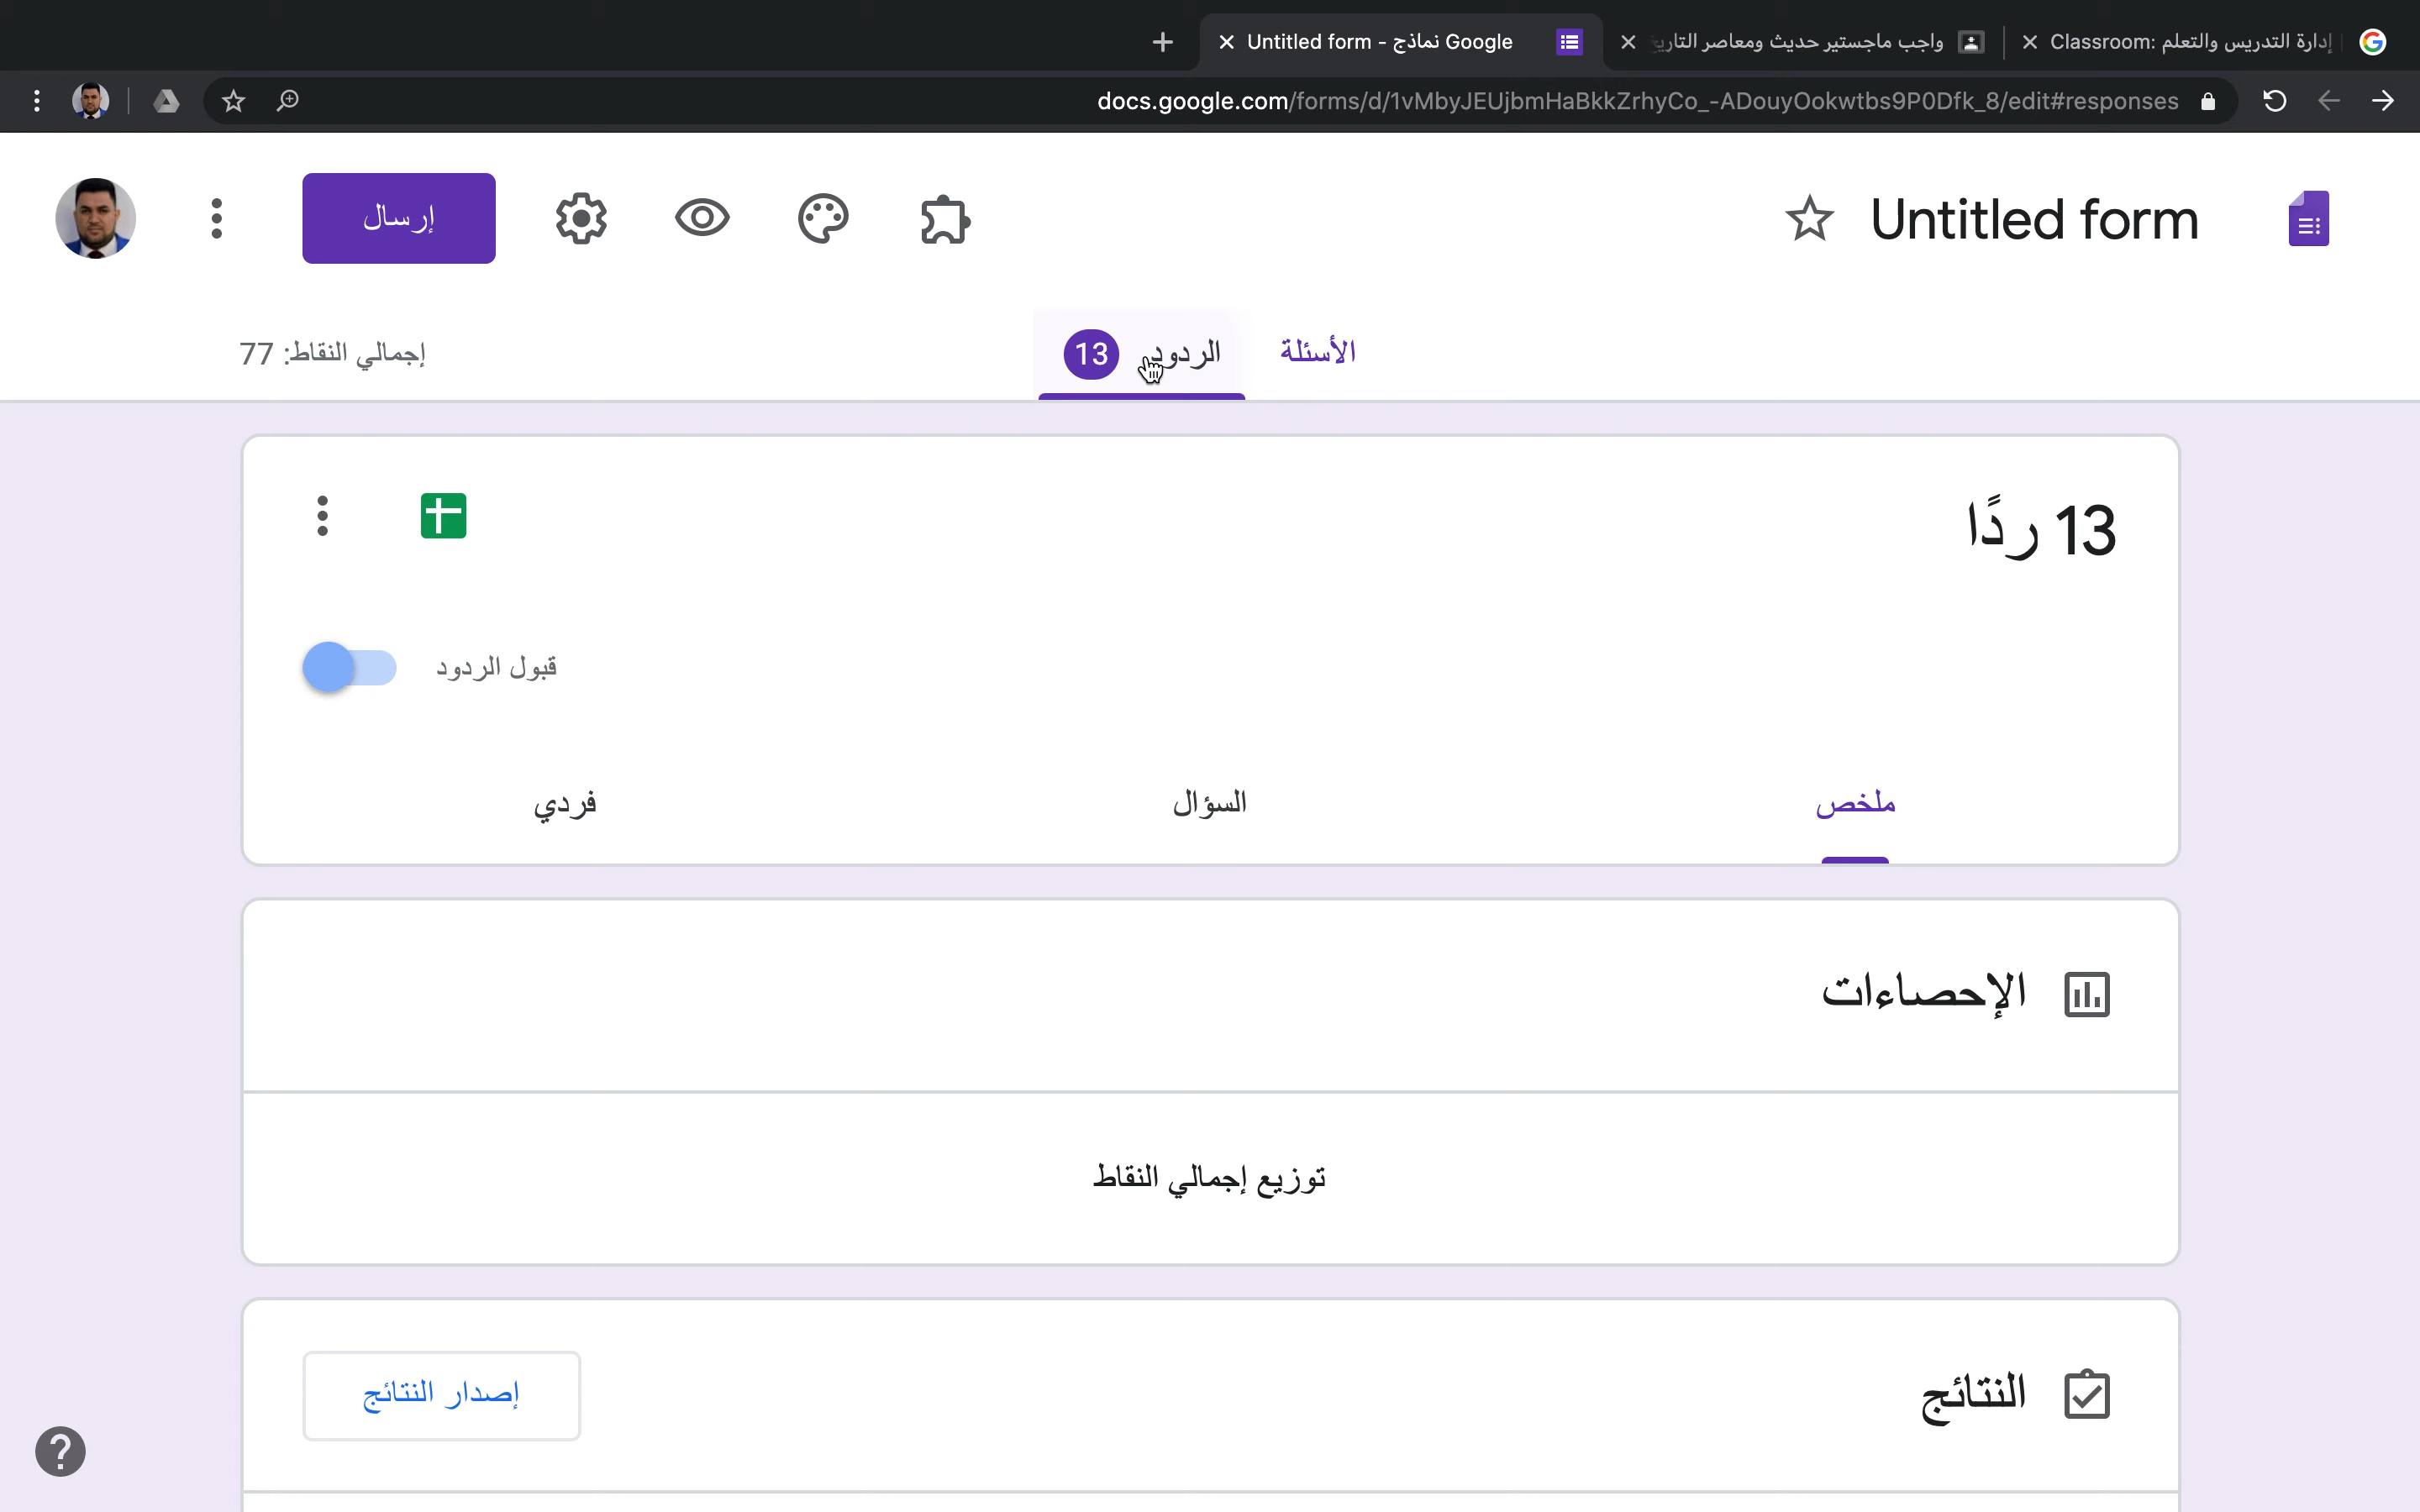 Classroom: إدارة التدريس والتعلم
واجب ماجستير حديث ومعاصر
Untitled form - نماذج Google
docs.google.com/forms/d/1vMbyJEUjbmHaBkkZrhyCo_-ADouyOokwtbs9P0Dfk_8/edit#responses
Untitled form
إرسال
الأسئلة
الردود 13
إجمالي النقاط: 77
13 ردًا
قبول الردود
ملخص
السؤال
فردي
الإحصاءات
توزيع إجمالي النقاط
النتائج
إصدار النتائج